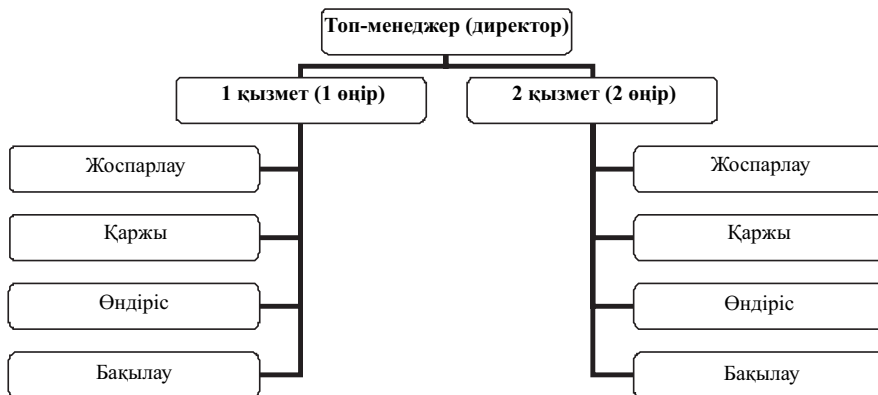 Топ-менеджер (директор)
1 қызмет (1 өңір)
2 қызмет (2 өңір)
Жоспарлау
Қаржы
Өндіріс
Бақылау
Жоспарлау
Қаржы
Өндіріс
Бақылау